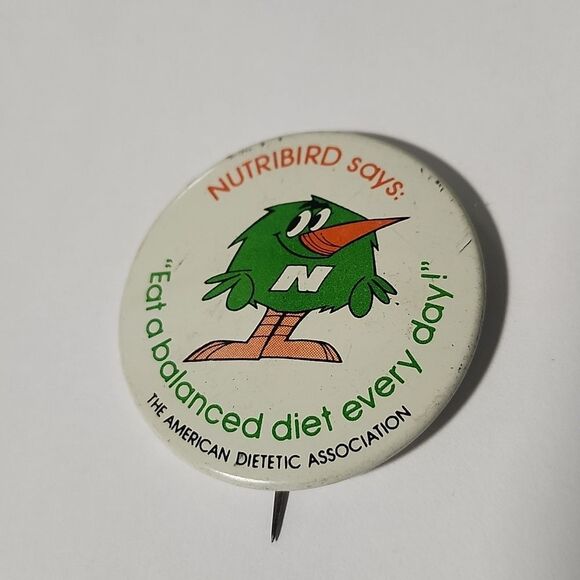 NUTRIBIRD says:
N
"Eat a balanced diet every day!"
THE AMERICAN DIETETIC ASSOCIATION